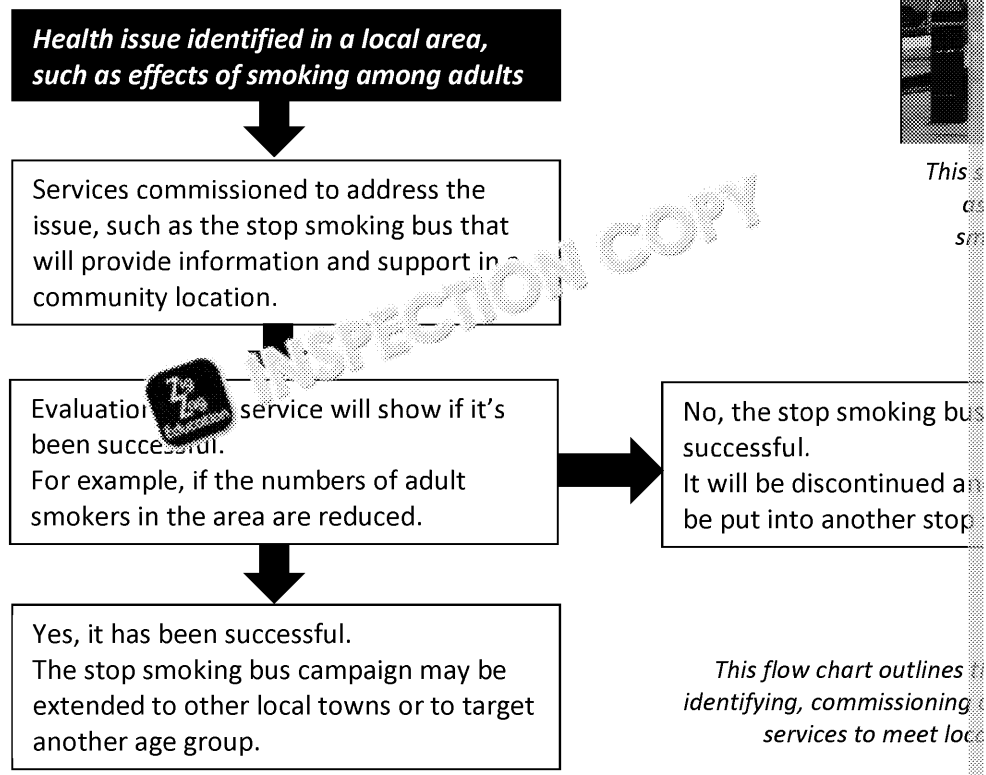 Health issue identified in a local area,
such as effects of smoking among adults
This
Services commissioned to address the
issue, such as the stop smoking bus that
will provide information and support in
community location.
INSPECTION COPY
Zig
Zag
Evaluation service will show if it's
been successful.
For example, if the numbers of adult
smokers in the area are reduced.
No, the stop smoking bus
successful.
It will be discontinued
be put into another stop
Yes, it has been successful.
The stop smoking bus campaign may be
extended to other local towns or to target
another age group.
This flow chart outlines
identifying, commissioning
services to meet